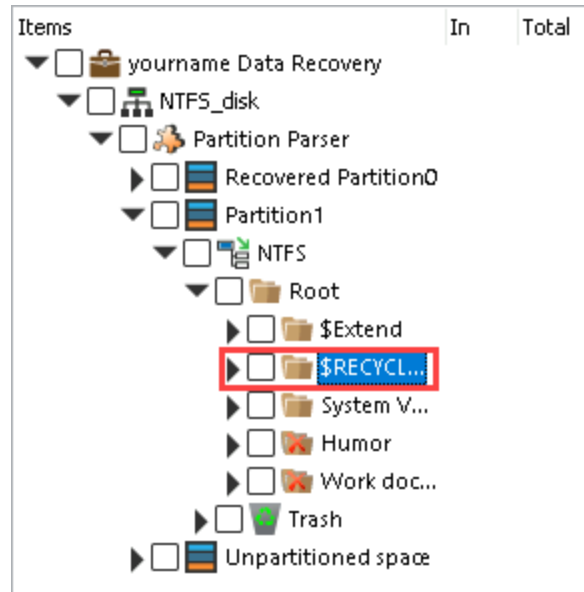 Items In Total
yourname Data Recovery
NTFS_disk
Partition Parser
Recovered Partition0
Partition1
NTFS
Root
$Extend
$RECYCL...
System V...
Humor
Work doc...
Trash
Unpartitioned space